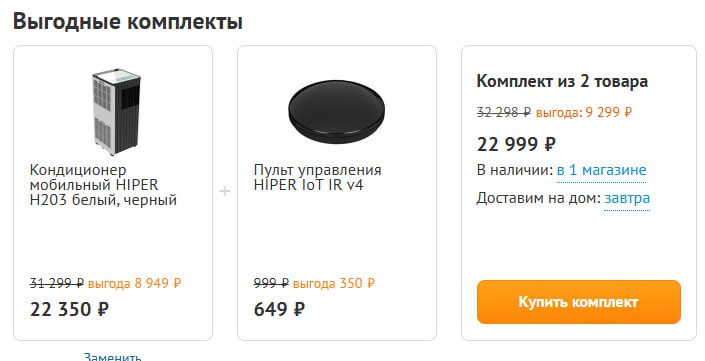 Выгодные комплекты
Кондиционер
мобильный HIPER
H203 белый, черный
31 299 ₽ выгода 8 949 ₽
22 350 ₽
+
Пульт управления
HIPER IoT IR v4
999 ₽ выгода 350 ₽
649 ₽
Комплект из 2 товара
32 298 ₽ выгода: 9 299 ₽
22 999 ₽
В наличии: в 1 магазине
Доставим на дом: завтра
Купить комплект
Заменить